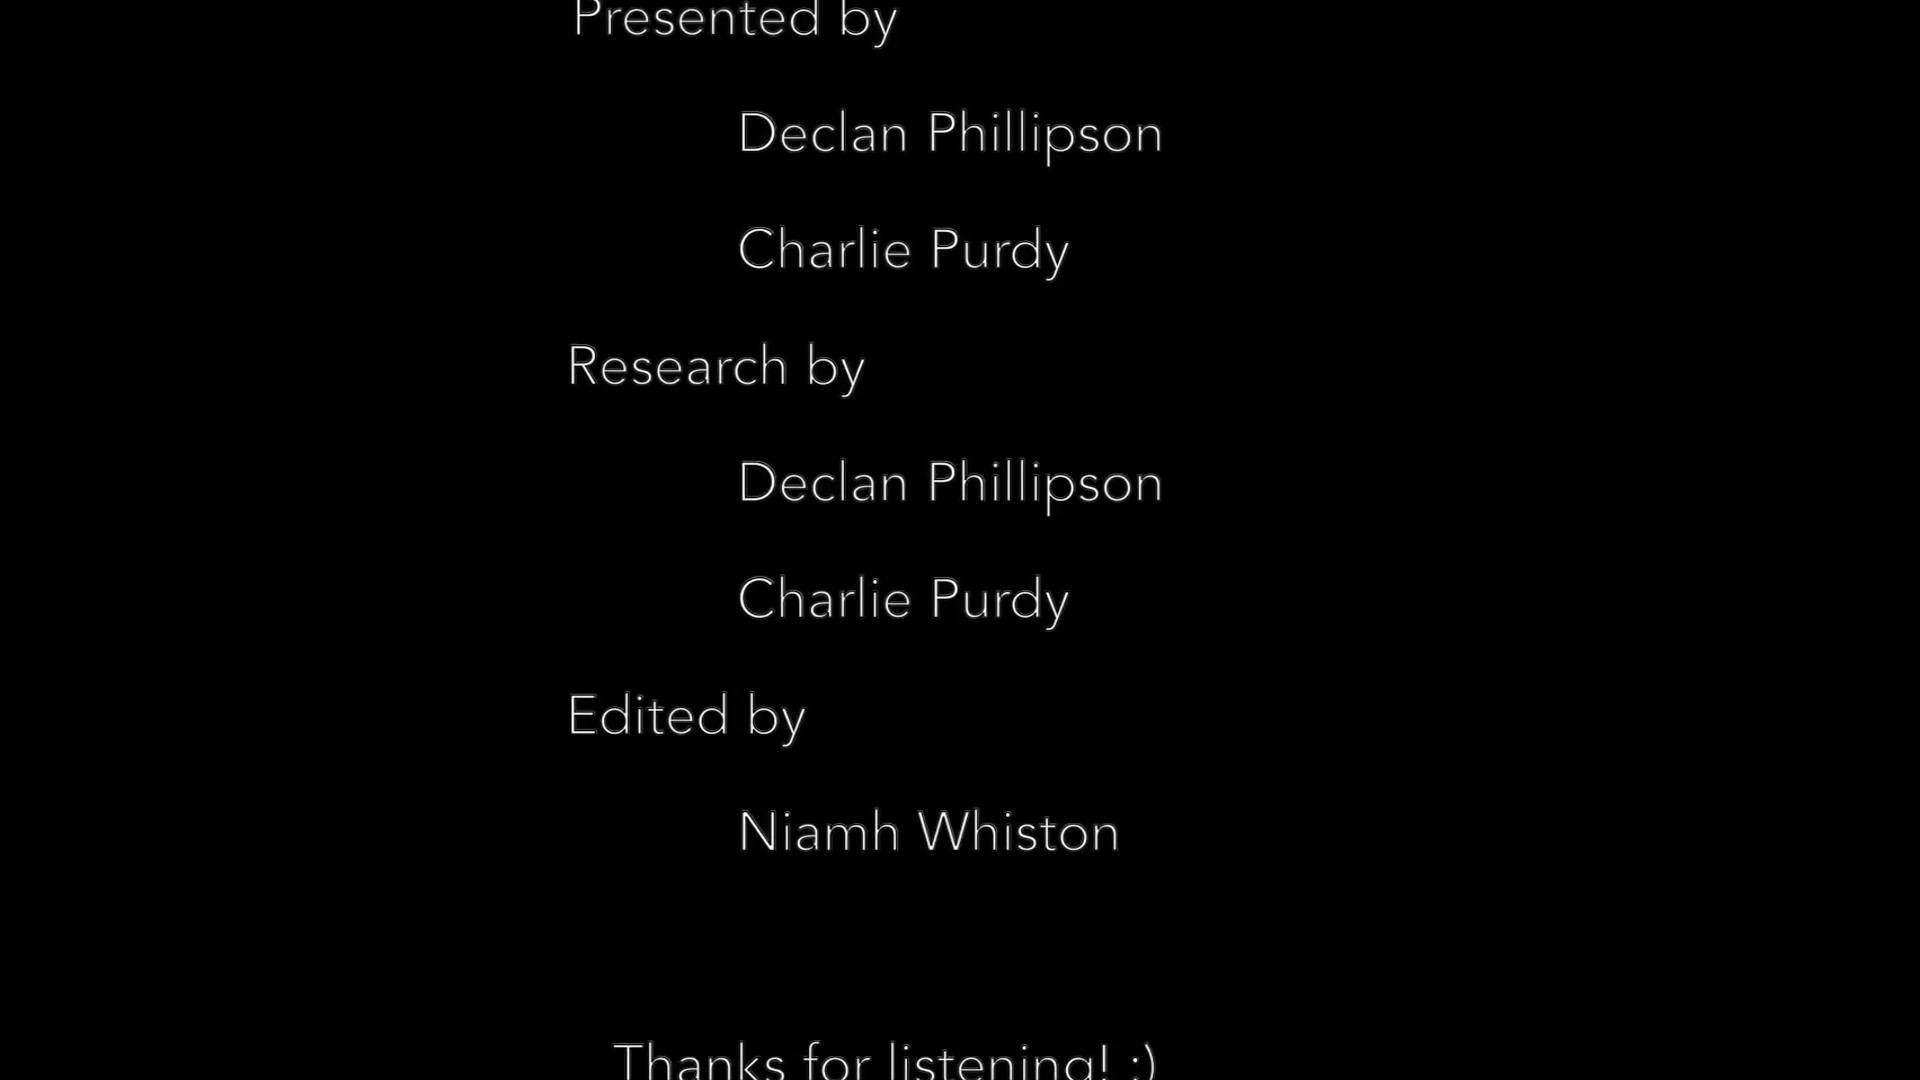 Presented by
Declan Phillipson
Charlie Purdy
Research by
Declan Phillipson
Charlie Purdy
Edited by
Niamh Whiston
Thanks for listening! :)